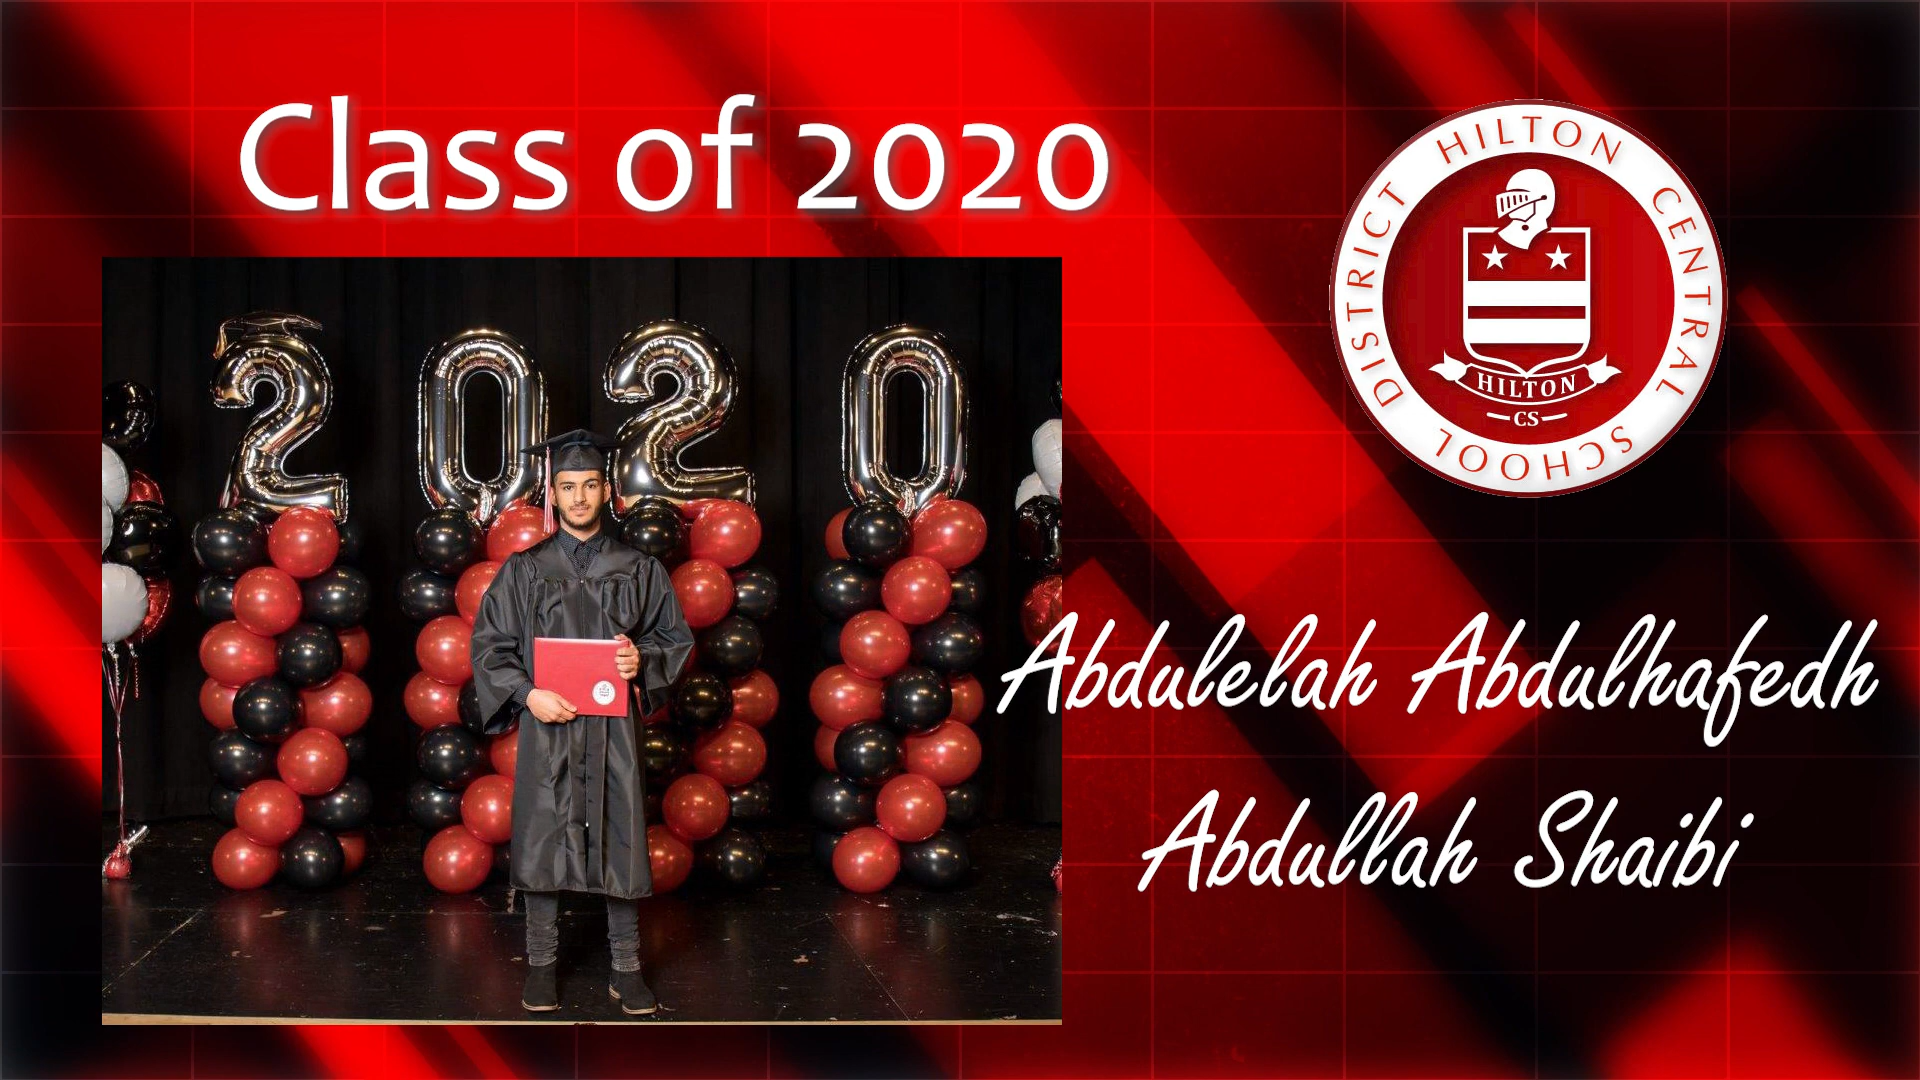 Class of 2020
HILTON CENTRAL SCHOOL DISTRICT
HILTON
CS
2020
Abdulelah Abdulhafedh
Abdullah Shaibi